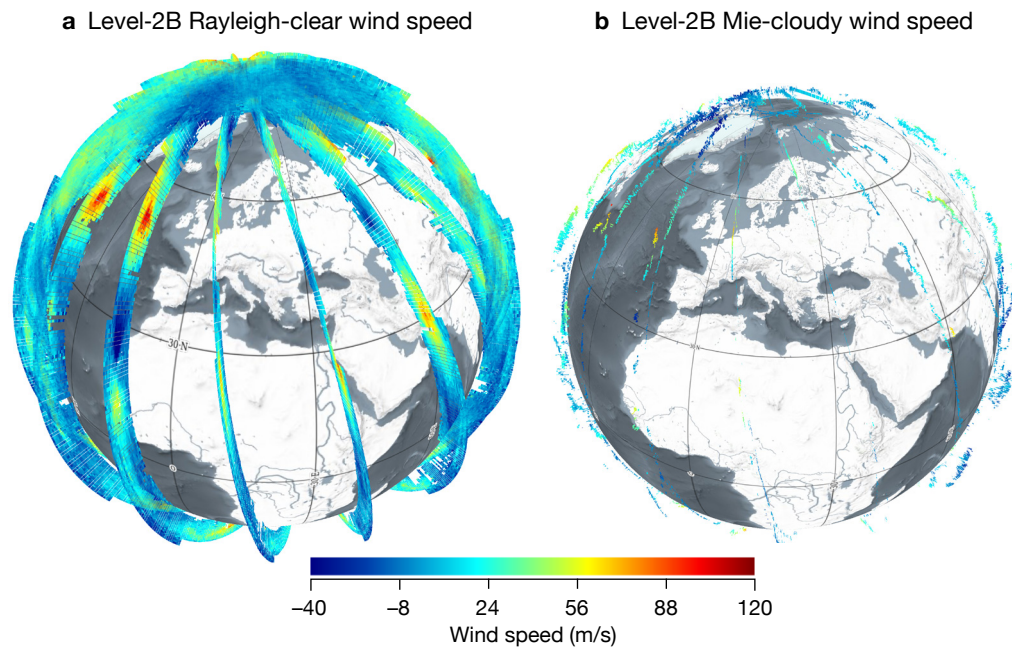 a Level-2B Rayleigh-clear wind speed
b Level-2B Mie-cloudy wind speed
30°N
−40 −8 24 56 88 120
Wind speed (m/s)